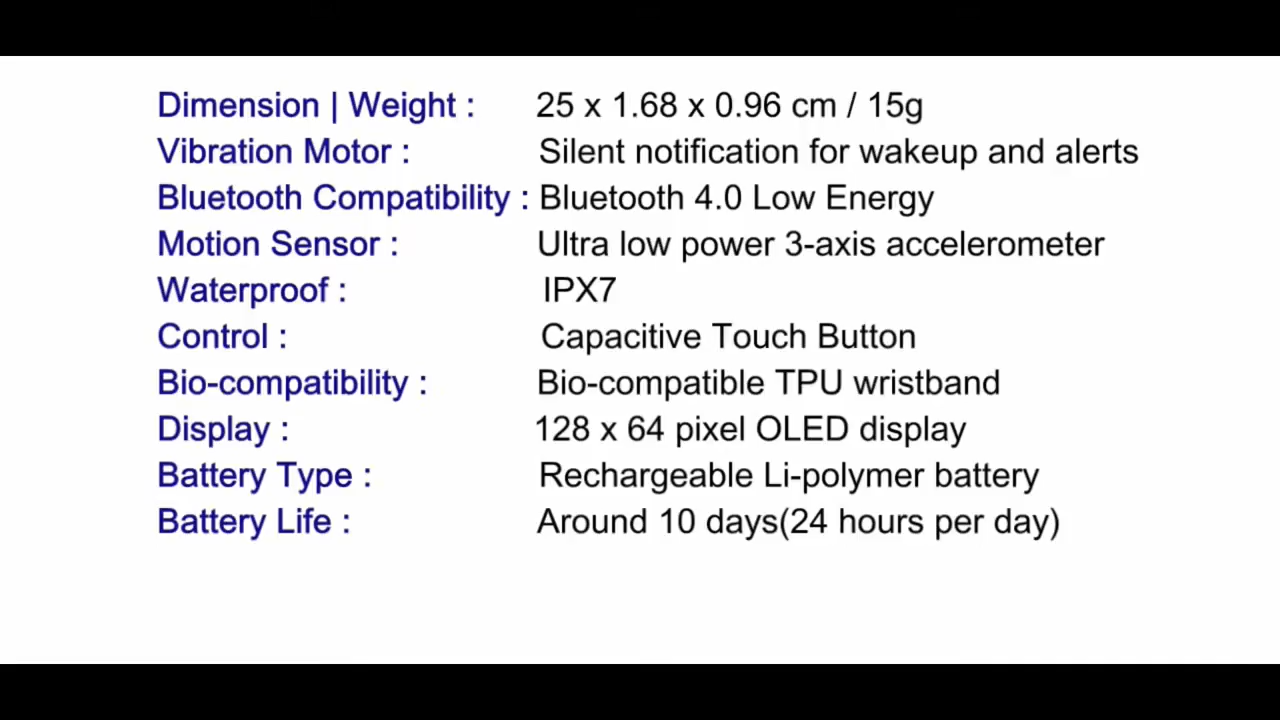 Dimension | Weight : 25 x 1.68 x 0.96 cm / 15g
Vibration Motor : Silent notification for wakeup and alerts
Bluetooth Compatibility : Bluetooth 4.0 Low Energy
Motion Sensor : Ultra low power 3-axis accelerometer
Waterproof : IPX7
Control : Capacitive Touch Button
Bio-compatibility : Bio-compatible TPU wristband
Display : 128 x 64 pixel OLED display
Battery Type : Rechargeable Li-polymer battery
Battery Life : Around 10 days(24 hours per day)